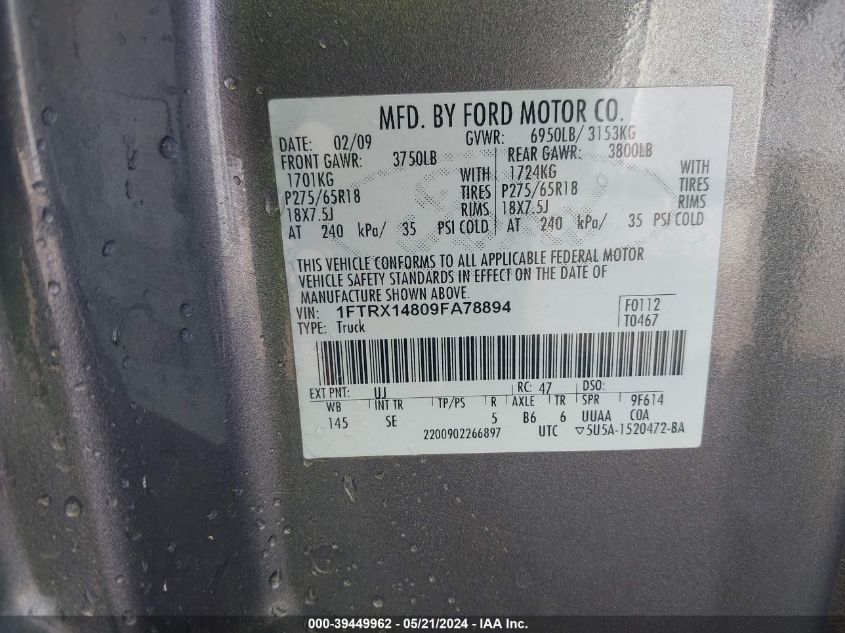 MFD. BY FORD MOTOR CO.
DATE: 02/09 GVWR: 6950LB/ 3153KG
FRONT GAWR: 3750LB REAR GAWR: 3800LB
1701KG WITH 1724KG WITH
P275/65R18 TIRES P275/65R18 TIRES
18X7.5J RIMS 18X7.5J RIMS
AT 240 kPa/ 35 PSI COLD AT 240 kPa/ 35 PSI COLD
THIS VEHICLE CONFORMS TO ALL APPLICABLE FEDERAL MOTOR
VEHICLE SAFETY STANDARDS IN EFFECT ON THE DATE OF
MANUFACTURE SHOWN ABOVE.
VIN: 1FTRX14809FA78894 F0112
TYPE: Truck T0467
EXT PNT: UJ RC: 47 DSO:
WB INT TR TP/PS R AXLE TR SPR 9F614
145 SE 5 B6 6 UUAA COA
2200902266897 UTC ▽5U5A-1520472-BA
COPART - 39449962 - 05/21/2024 - IAA Inc.